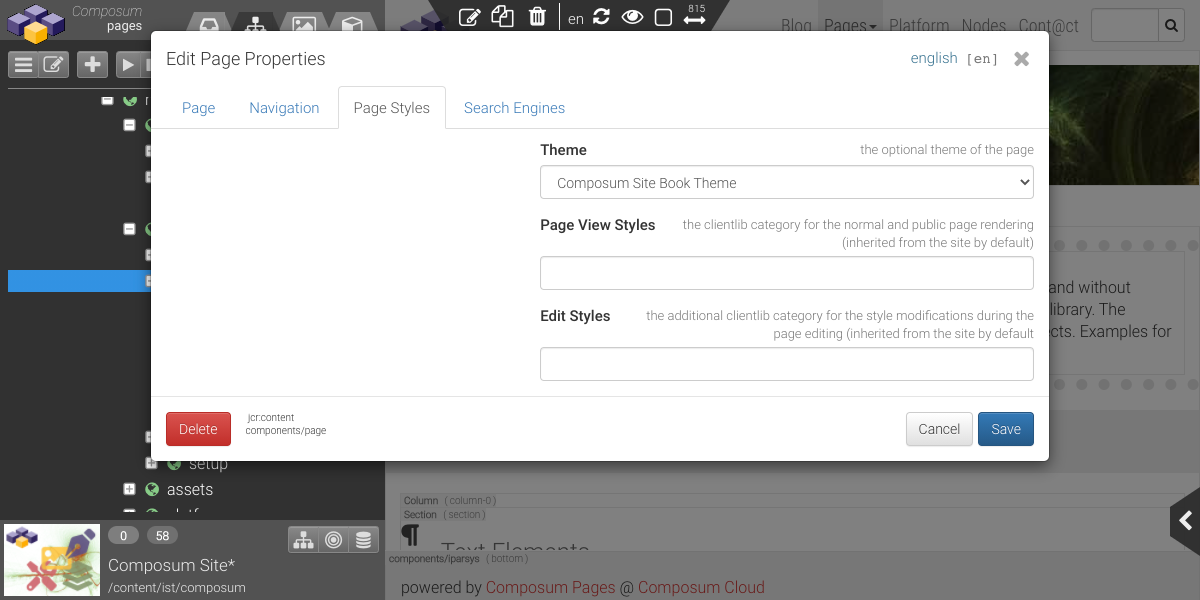 Composum
pages
en
815
Blog Pages Platform Nodes Cont@ct
Edit Page Properties
english [en]
Page
Navigation
Page Styles
Search Engines
Theme
the optional theme of the page
Composum Site Book Theme
Page View Styles
the clientlib category for the normal and public page rendering
(inherited from the site by default)
Edit Styles
the additional clientlib category for the style modifications during the
page editing (inherited from the site by default
Delete
jcr:content
components/page
Cancel
Save
and without
library. The
Examples for
setup
assets
0
58
Composum Site*
/content/ist/composum
Column (column-0)
Section (section)
¶
Text Elements
components/iparsys (bottom)
powered by Composum Pages @ Composum Cloud